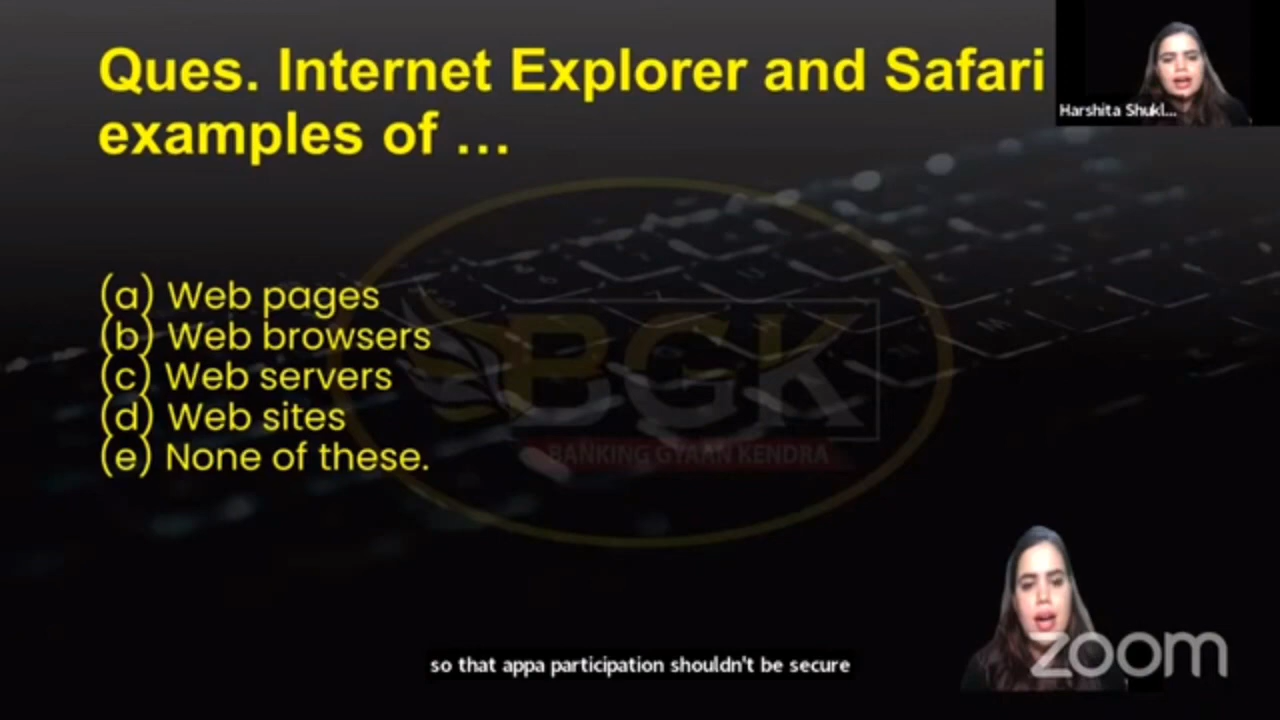 Ques. Internet Explorer and Safari
examples of ...
Harshita Shukl...
(a) Web pages
(b) Web browsers
(c) Web servers
(d) Web sites
(e) None of these.
BGK
BANKING GYAAN KENDRA
so that appa participation shouldn't be secure
zoom